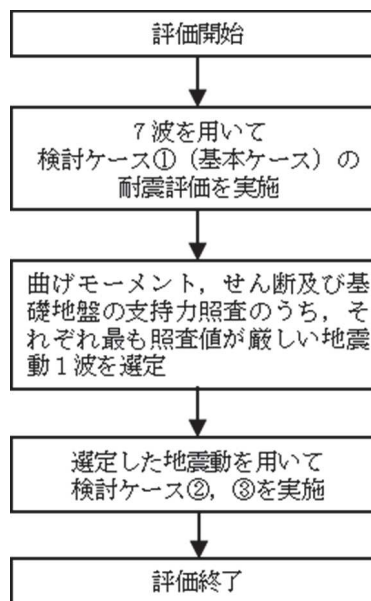 評価開始
7波を用いて
検討ケース①（基本ケース）の
耐震評価を実施
曲げモーメント，せん断及び基
礎地盤の支持力照査のうち，そ
れぞれ最も照査値が厳しい地震
動1波を選定
選定した地震動を用いて
検討ケース②，③を実施
評価終了